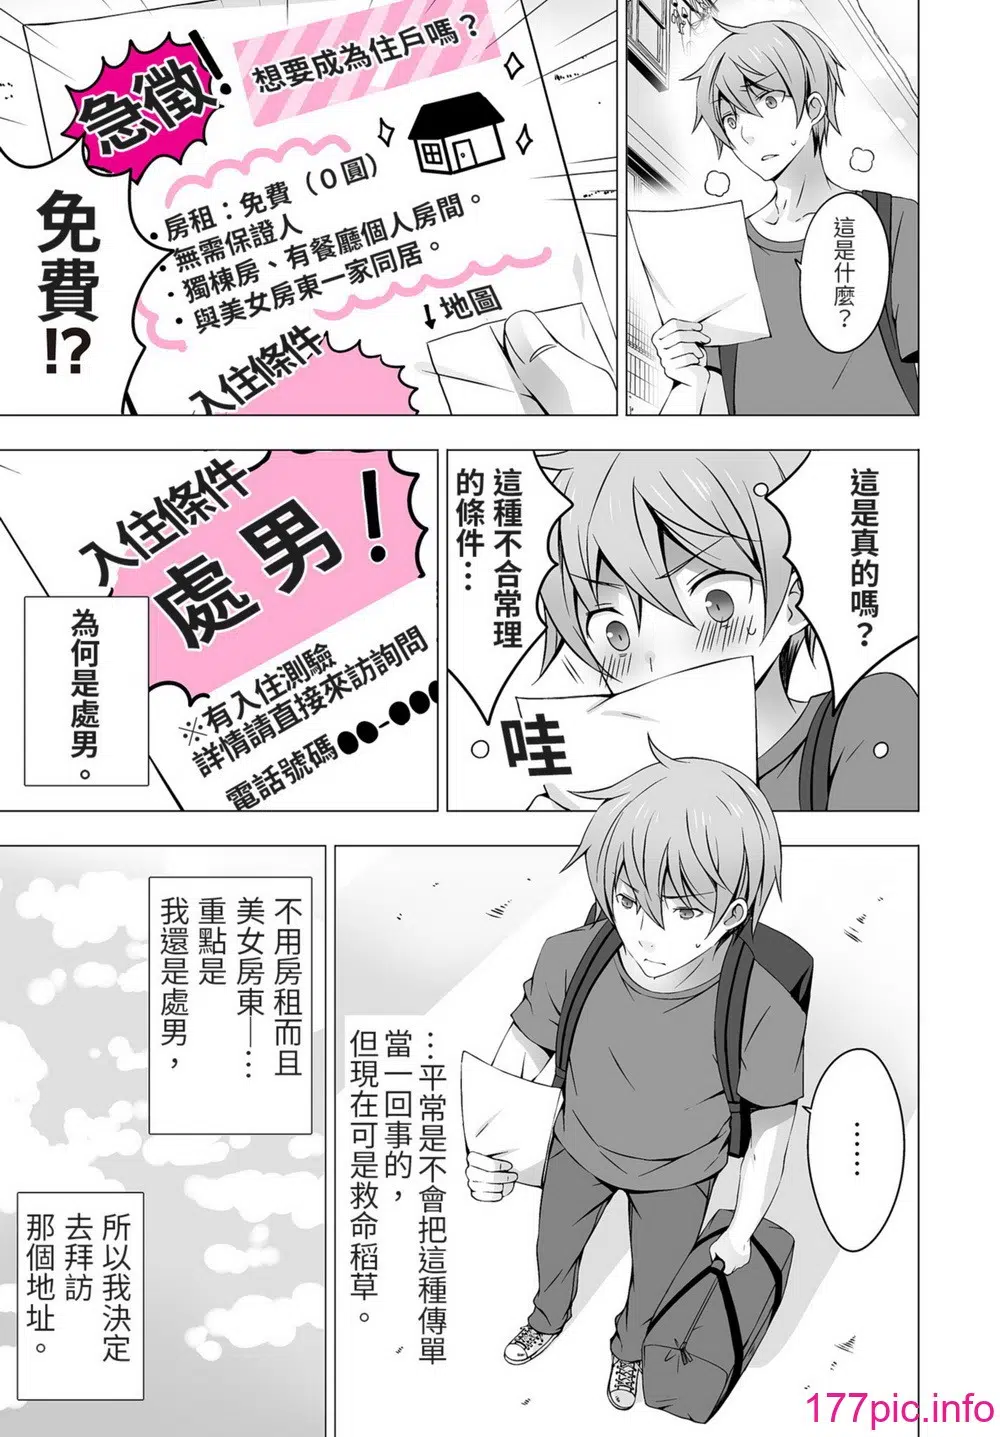 這是什麼？
想要成為住戶嗎？
急徵！
・房租：免費（０圓）
・無需保證人
・獨棟房、有餐廳個人房間。
・與美女房東一家同居。
↓地圖
入住條件
免費!?
這是真的嗎？
這種不合常理
的條件…
哇
入住條件
處男！
※有入住測驗
詳情請直接來訪詢問
電話號碼●●-●●●
為何是處男。
……
…平常是不會把這種傳單
當一回事的，
但現在可是救命稻草。
不用房租而且
美女房東──…
重點是
我還是處男，
所以我決定
去拜訪
那個地址。
177pic.info